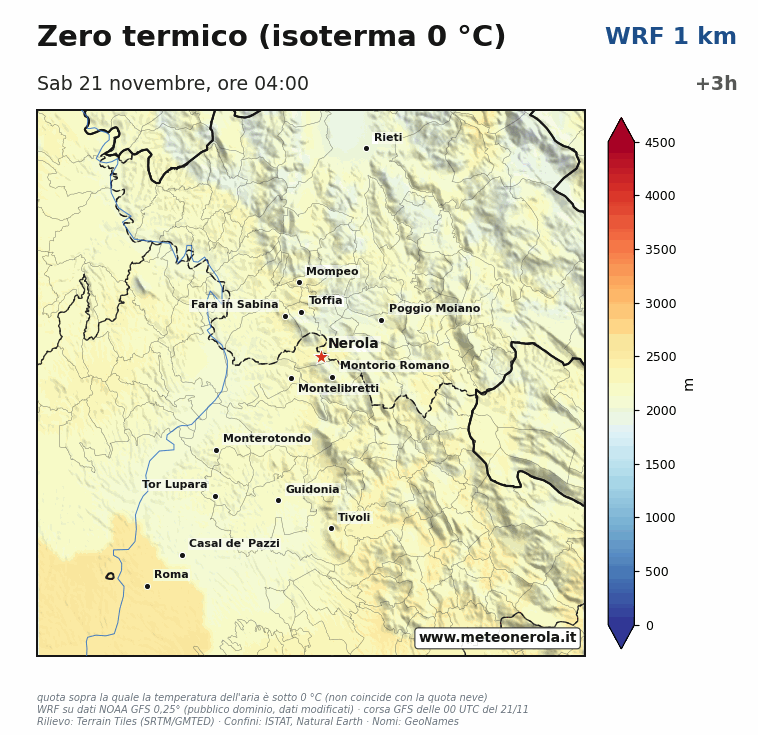 Zero termico (isoterma 0 °C)
WRF 1 km
Sab 21 novembre, ore 04:00
+3h
Rieti
Mompeo
Fara in Sabina
Toffia
Poggio Moiano
Nerola
Montorio Romano
Montelibretti
Monterotondo
Tor Lupara
Guidonia
Tivoli
Casal de' Pazzi
Roma
www.meteonerola.it
4500
4000
3500
3000
2500
2000
1500
1000
500
0
m
quota sopra la quale la temperatura dell'aria è sotto 0 °C (non coincide con la quota neve)
WRF su dati NOAA GFS 0,25° (pubblico dominio, dati modificati) · corsa GFS delle 00 UTC del 21/11
Rilievo: Terrain Tiles (SRTM/GMTED) · Confini: ISTAT, Natural Earth · Nomi: GeoNames